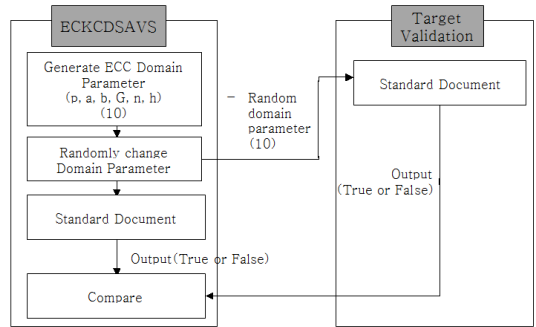 ECKCDSAVS
Generate ECC Domain
Parameter
(p, a, b, G, n, h)
(10)
Randomly change
Domain Parameter
Standard Document
Output(True or False)
Compare
– Random
domain
parameter
(10)
Target
Validation
Standard Document
Output
(True or False)